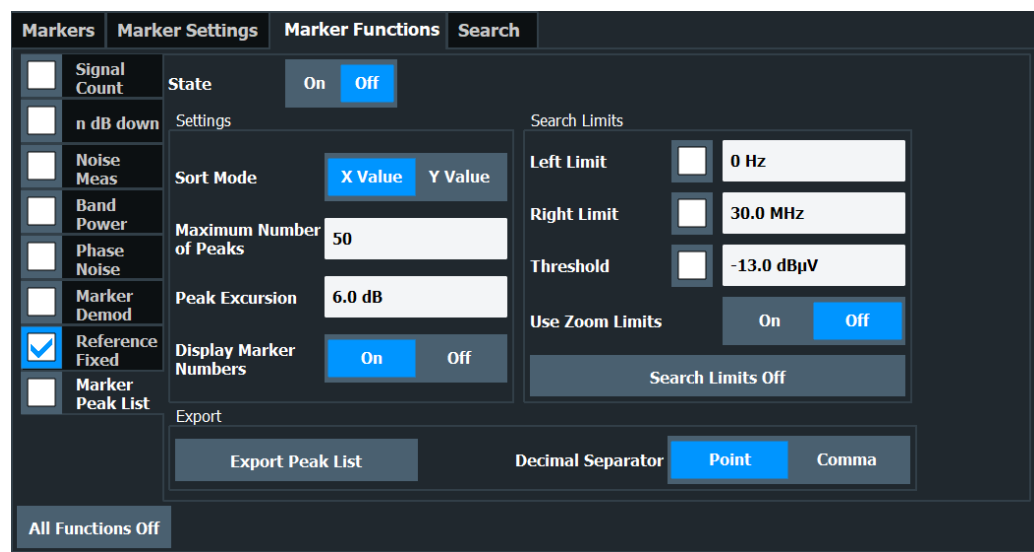 Markers Marker Settings Marker Functions Search
Signal
Count
n dB down
Noise
Meas
Band
Power
Phase
Noise
Marker
Demod
Reference
Fixed
Marker
Peak List
All Functions Off
State On Off
Settings
Sort Mode X Value Y Value
Maximum Number
of Peaks
50
Peak Excursion 6.0 dB
Display Marker
Numbers
On Off
Search Limits
Left Limit 0 Hz
Right Limit 30.0 MHz
Threshold -13.0 dBµV
Use Zoom Limits On Off
Search Limits Off
Export
Export Peak List Decimal Separator Point Comma